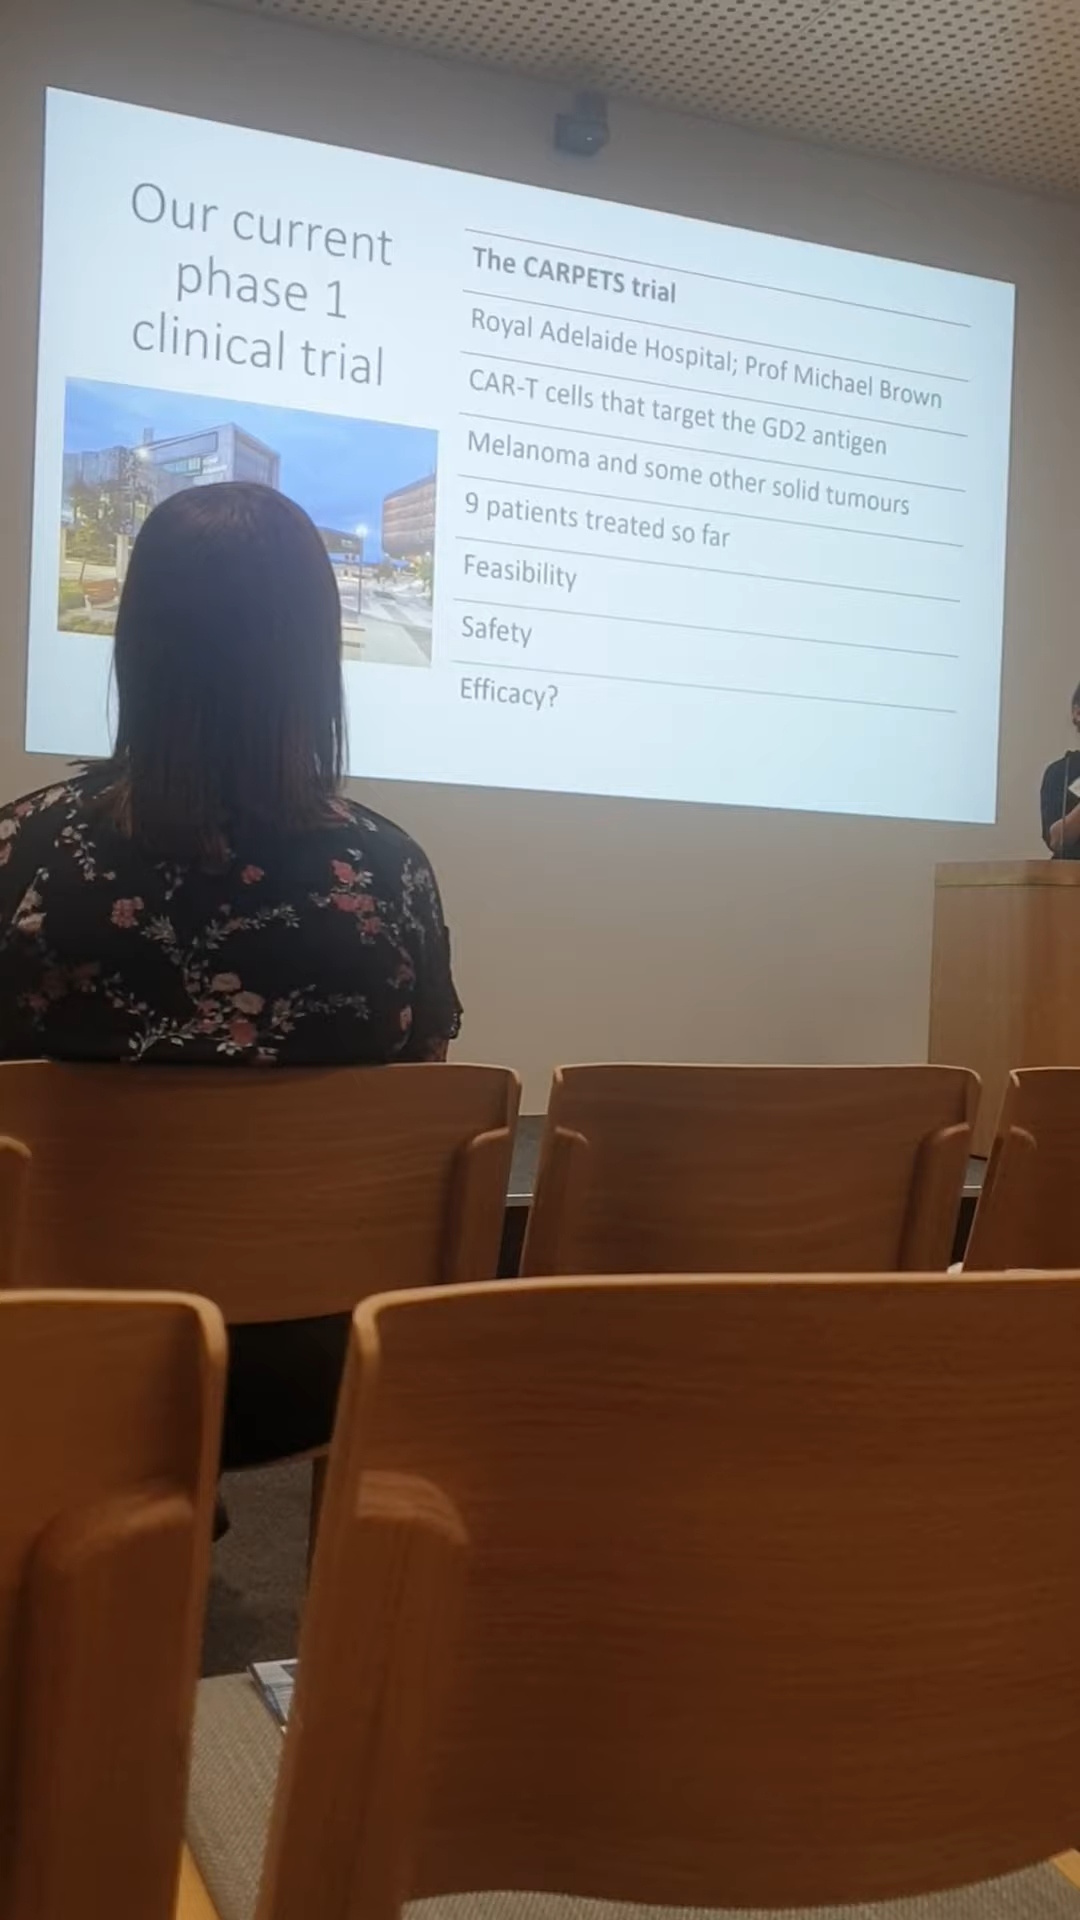 Our current
phase 1
clinical trial
The CARPETS trial
Royal Adelaide Hospital; Prof Michael Brown
CAR-T cells that target the GD2 antigen
Melanoma and some other solid tumours
9 patients treated so far
Feasibility
Safety
Efficacy?